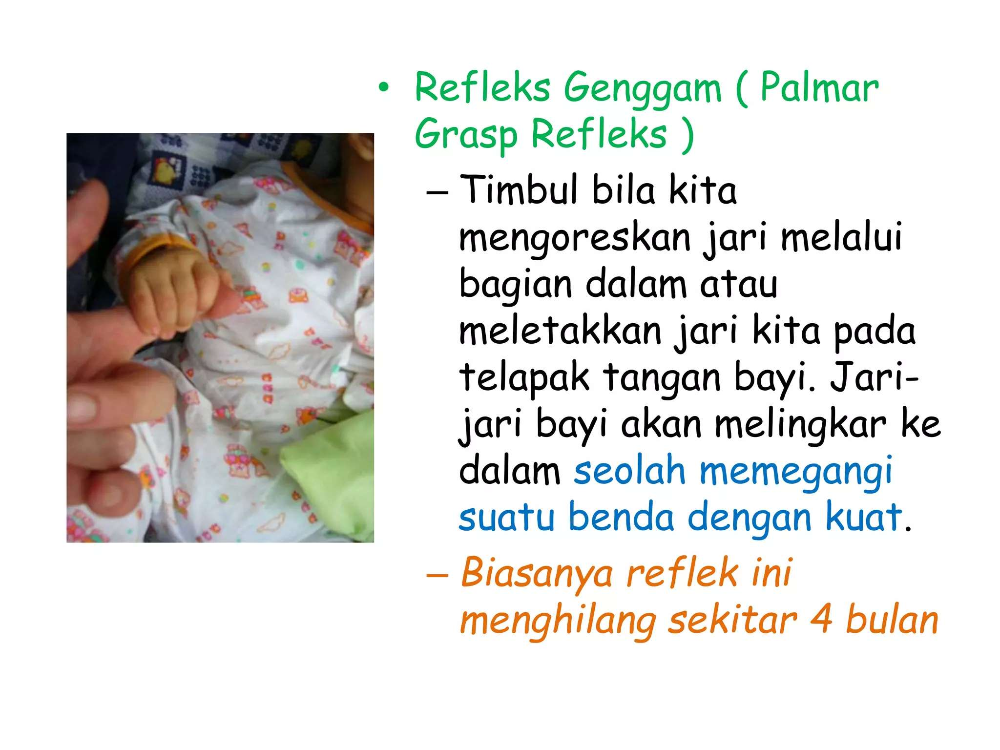 • Refleks Genggam ( Palmar
Grasp Refleks )
– Timbul bila kita
mengoreskan jari melalui
bagian dalam atau
meletakkan jari kita pada
telapak tangan bayi. Jari-
jari bayi akan melingkar ke
dalam seolah memegangi
suatu benda dengan kuat.
– Biasanya reflek ini
menghilang sekitar 4 bulan